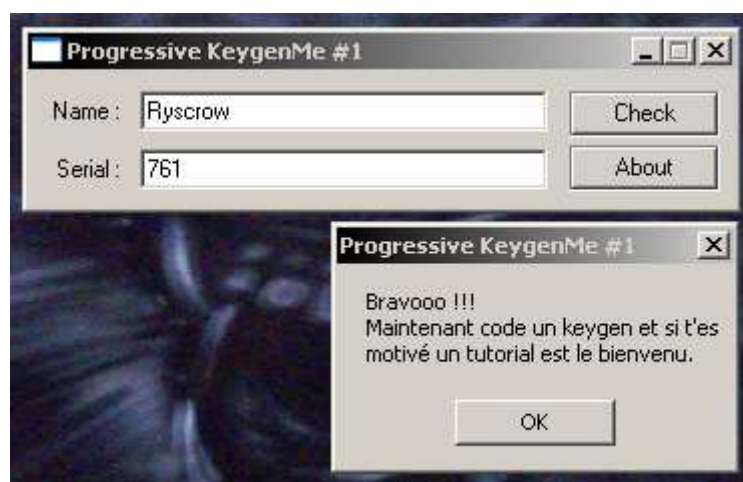 Progressive KeygenMe #1
Name : Ryscrow Check
Serial : 761 About
Progressive KeygenMe #1
Bravooo !!!
Maintenant code un keygen et si t'es
motivé un tutorial est le bienvenu.
OK